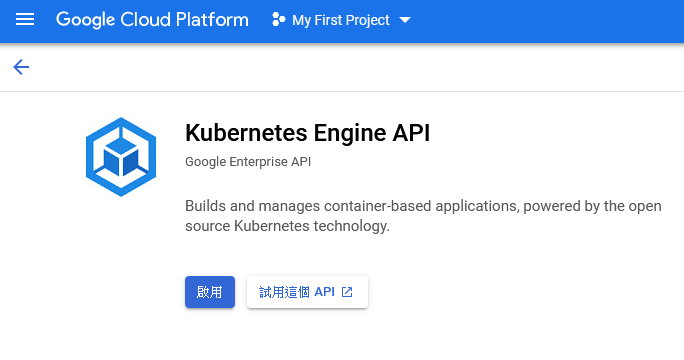 Google Cloud Platform My First Project
Kubernetes Engine API
Google Enterprise API
Builds and manages container-based applications, powered by the open
source Kubernetes technology.
啟用 試用這個 API